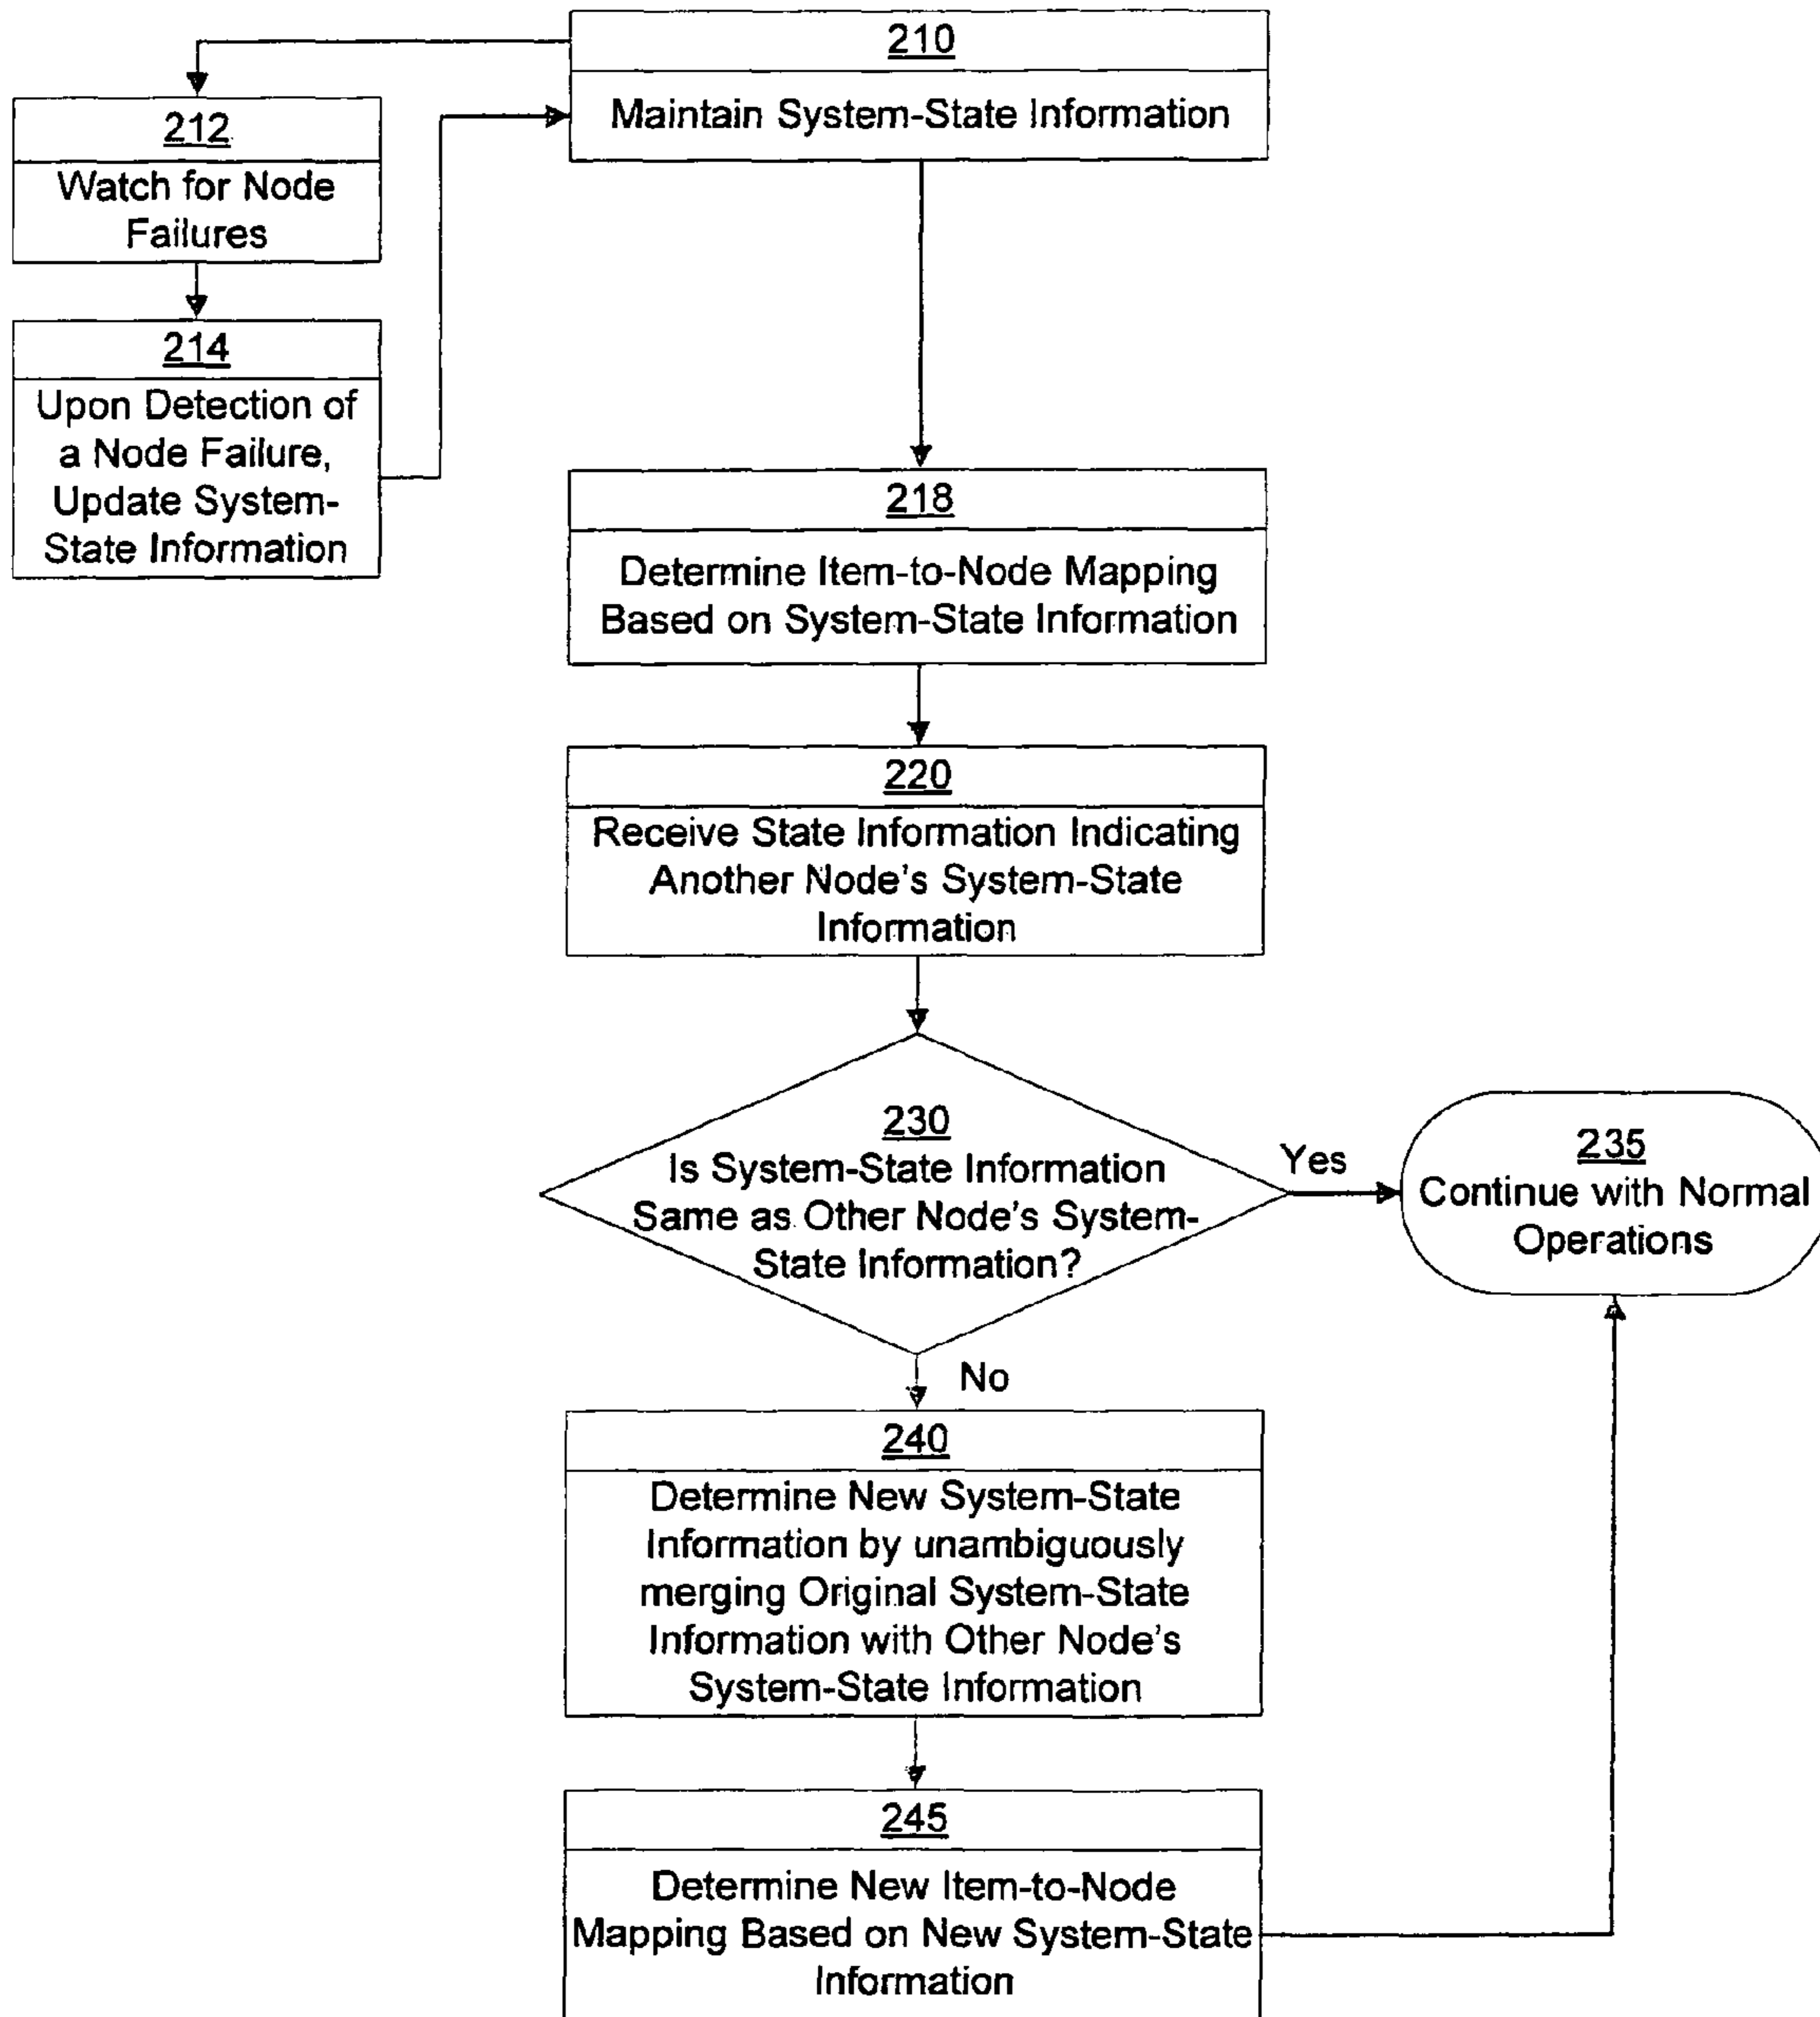 210
Maintain System-State Information
212
Watch for Node
Failures
214
Upon Detection of
a Node Failure,
Update System-
State Information
218
Determine Item-to-Node Mapping
Based on System-State Information
220
Receive State Information Indicating
Another Node's System-State
Information
230
Is System-State Information
Same as Other Node's System-
State Information?
Yes
235
Continue with Normal
Operations
No
240
Determine New System-State
Information by unambiguously
merging Original System-State
Information with Other Node's
System-State Information
245
Determine New Item-to-Node
Mapping Based on New System-State
Information